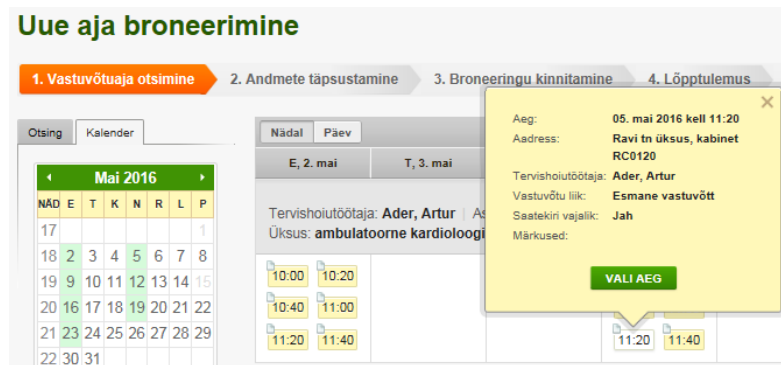 Uue aja broneerimine
1. Vastuvõtuaja otsimine 2. Andmete täpsustamine 3. Broneeringu kinnitamine 4. Lõpptulemus
Otsing Kalender
Mai 2016
NÄD E T K N R L P
17 1
18 2 3 4 5 6 7 8
19 9 10 11 12 13 14 15
20 16 17 18 19 20 21 22
21 23 24 25 26 27 28 29
22 30 31
Nädal Päev
E, 2. mai T, 3. mai
Tervishoiutöötaja: Ader, Artur
Üksus: ambulatoorne
10:00 10:20
10:40 11:00
11:20 11:40
11:20 11:40
Aeg: 05. mai 2016 kell 11:20
Aadress: Ravi tn üksus, kabinet
RC0120
Tervishoiutöötaja: Ader, Artur
Vastuvõtu liik: Esmane vastuvõtt
Saatekiri vajalik: Jah
Märkused:
VALI AEG